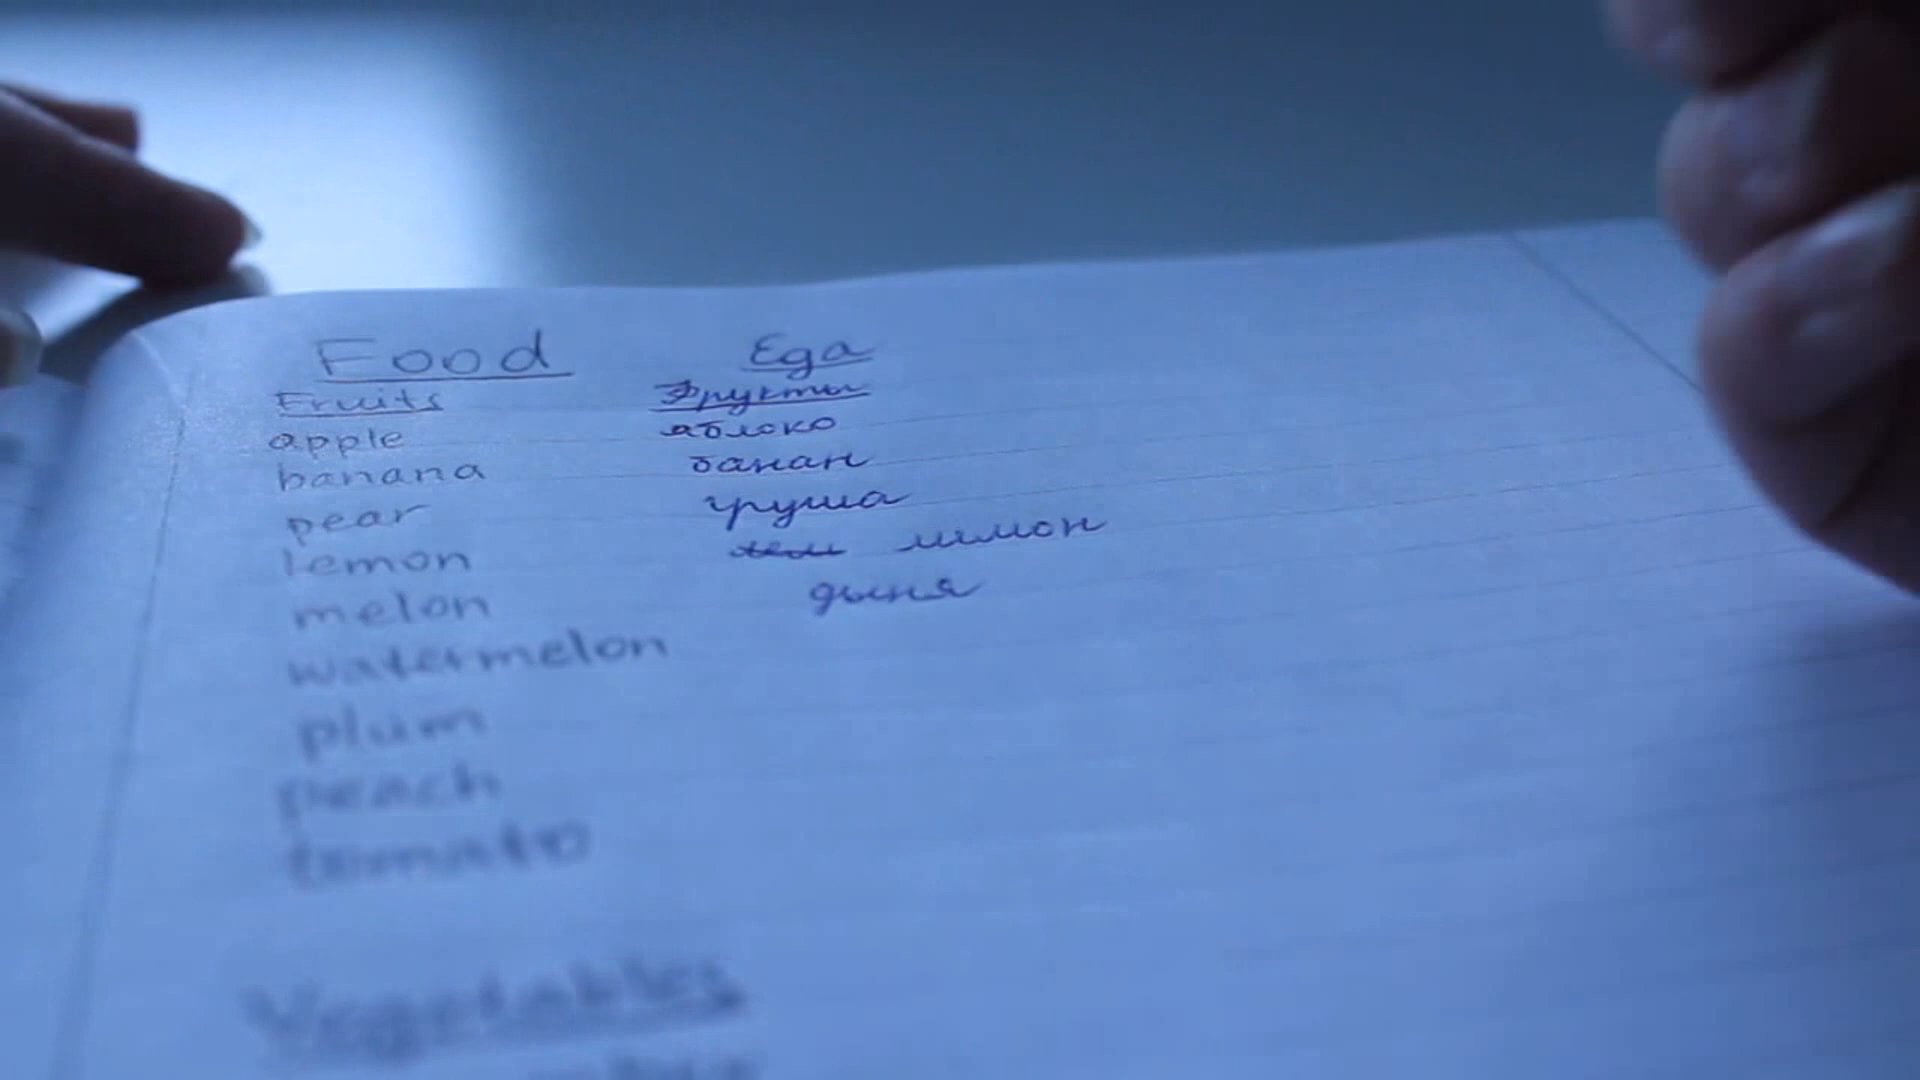 Food Еда
Fruits Фрукты
apple яблоко
banana банан
pear груша
lemon лимон
melon дыня
watermelon
plum
peach
tomato
Vegetables